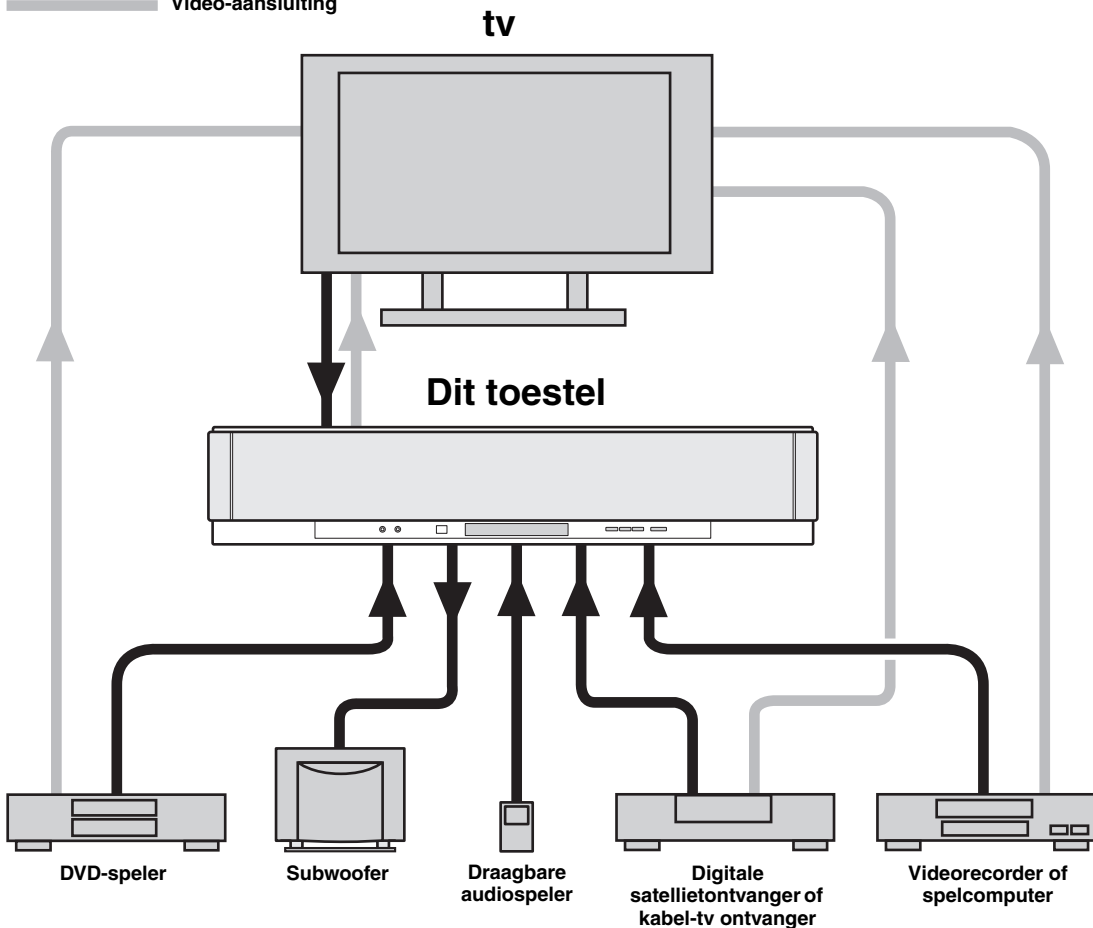 Video-aansluiting
tv
Dit toestel
DVD-speler
Subwoofer
Draagbare
audiospeler
Digitale
satellietontvanger of
kabel-tv ontvanger
Videorecorder of
spelcomputer